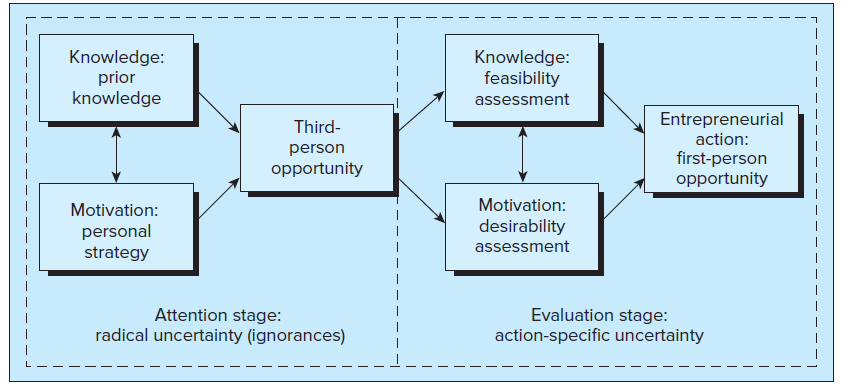 Knowledge:
prior
knowledge
Motivation:
personal
strategy
Third-
person
opportunity
Attention stage:
radical uncertainty (ignorances)
Knowledge:
feasibility
assessment
Motivation:
desirability
assessment
Entrepreneurial
action:
first-person
opportunity
Evaluation stage:
action-specific uncertainty